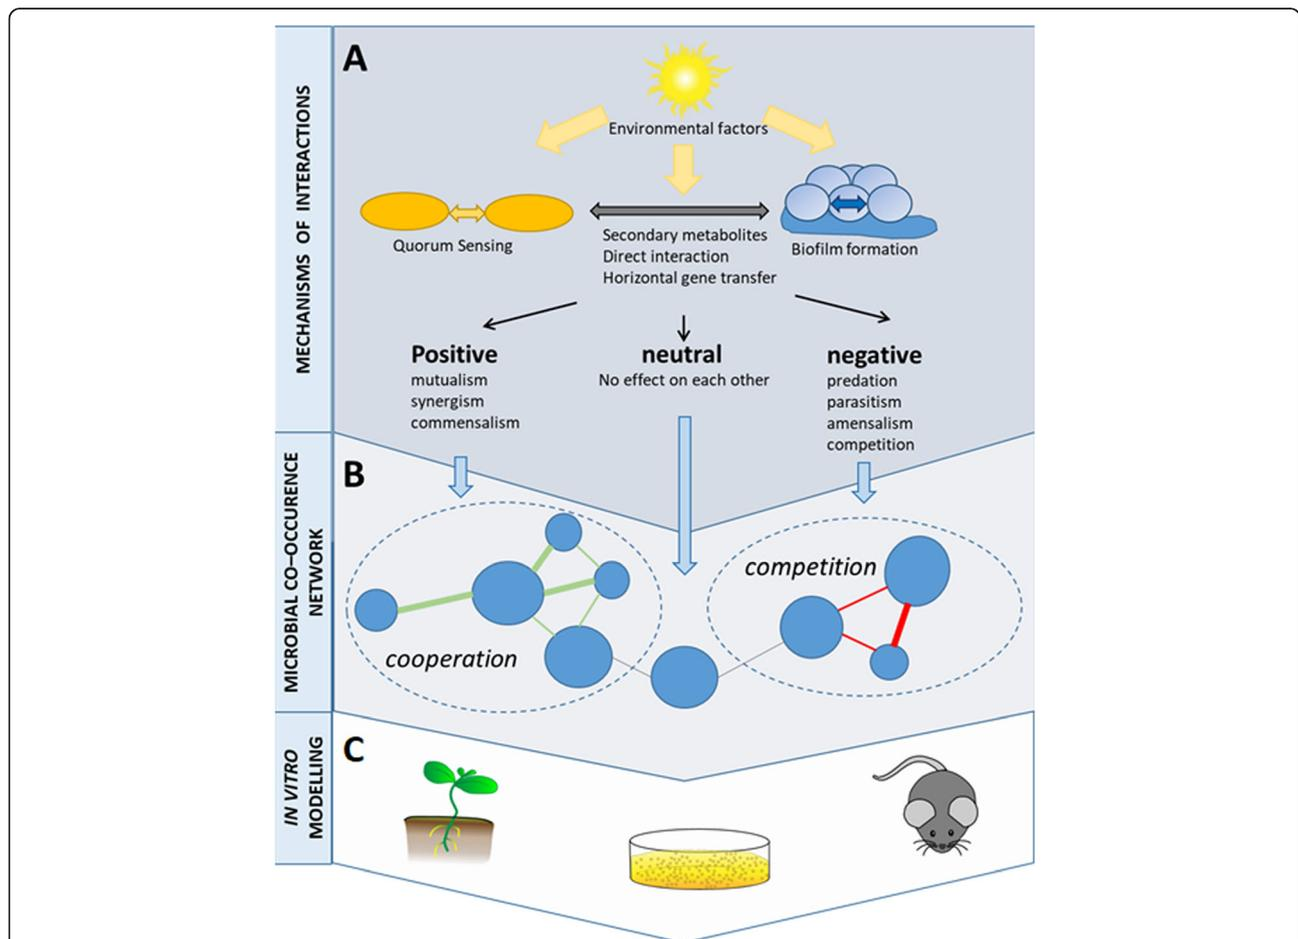 A
MECHANISMS OF INTERACTIONS
Environmental factors
Quorum Sensing
Secondary metabolites
Direct interaction
Horizontal gene transfer
Biofilm formation
Positive
mutualism
synergism
commensalism
neutral
No effect on each other
negative
predation
parasitism
amensalism
competition
B
MICROBIAL CO-OCCURENCE
NETWORK
cooperation
competition
C
IN VITRO
MODELLING